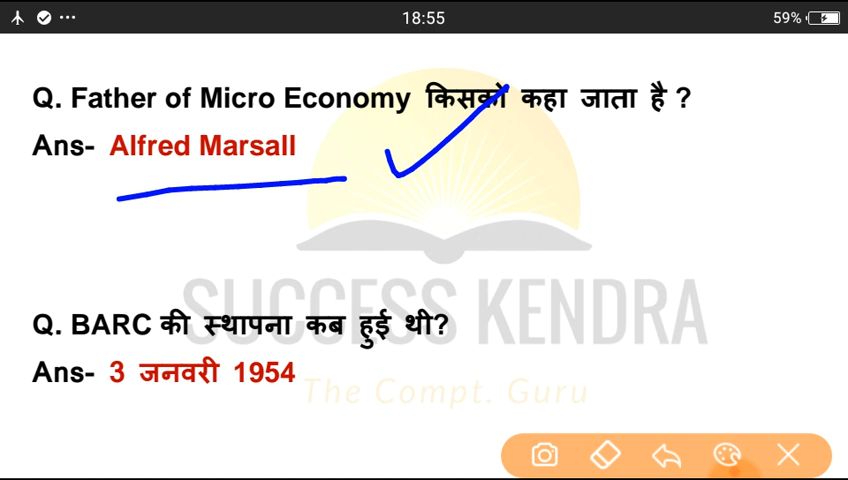 18:55
59%
Q. Father of Micro Economy किसको कहा जाता है ?
Ans- Alfred Marsall
SUCCESS KENDRA
Q. BARC की स्थापना कब हुई थी?
Ans- 3 जनवरी 1954
The Compt. Guru